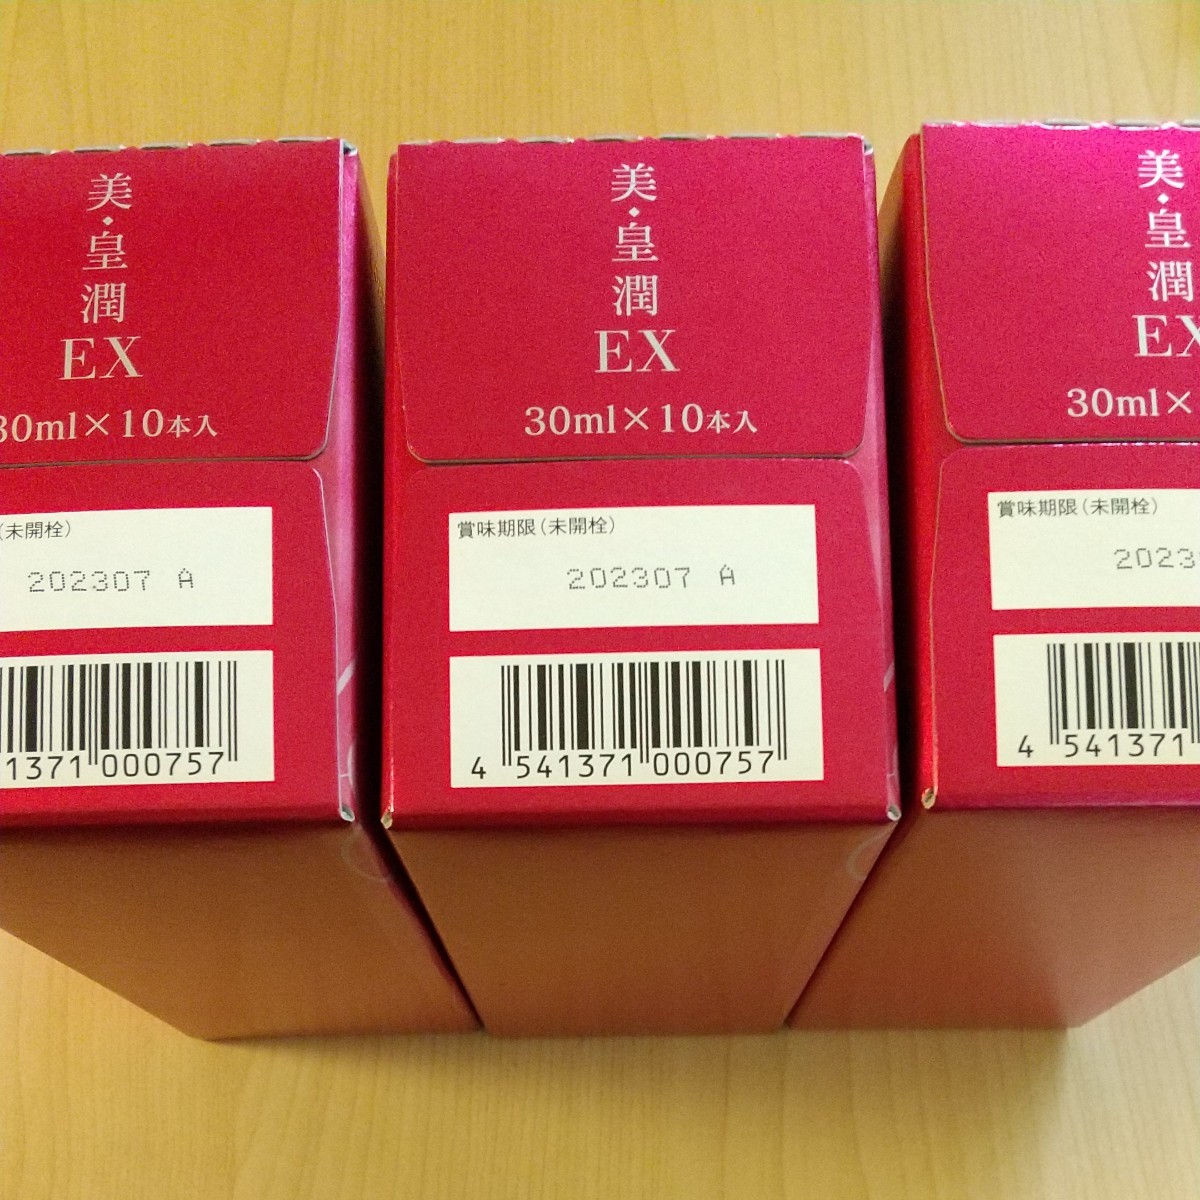 美・皇潤
EX
30ml×10本入
(未開栓)
202307 A
1371 000757
美・皇潤
EX
30ml×10本入
賞味期限(未開栓)
202307 A
4 541371 000757
美・皇潤
EX
30ml×
賞味期限(未開栓)
2023
4 541371